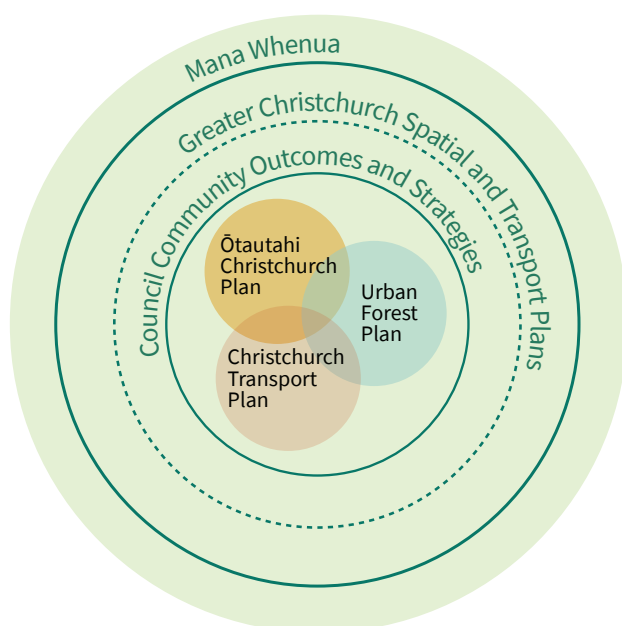 Mana Whenua
Greater Christchurch Spatial and Transport Plans
Council Community Outcomes and Strategies
Ōtautahi
Christchurch
Plan
Urban
Forest
Plan
Christchurch
Transport
Plan